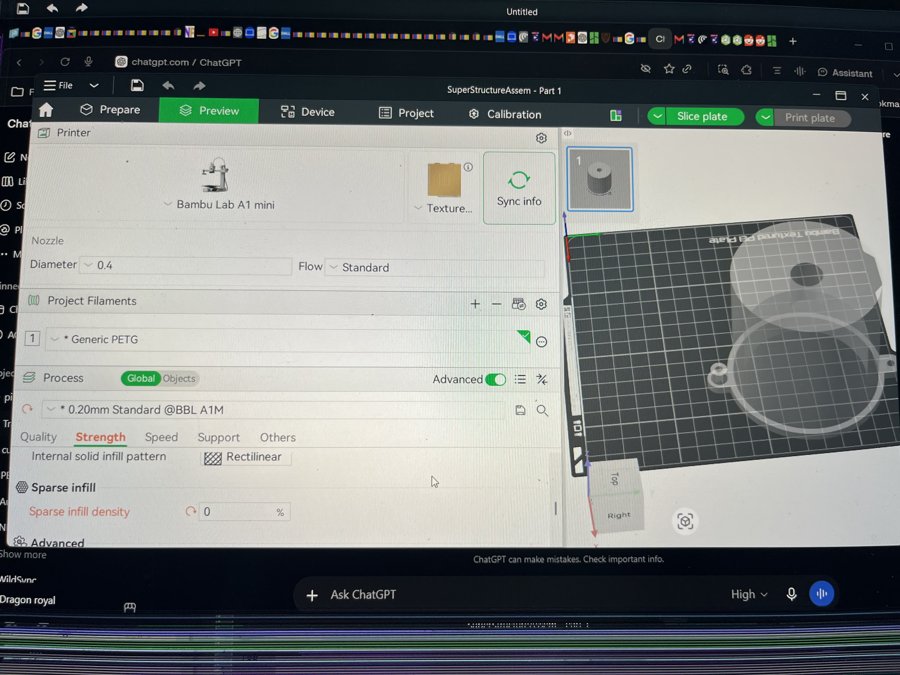 Untitled
chatgpt.com / ChatGPT
Assistant
File
SuperStructureAssem - Part 1
Prepare
Preview
Device
Project
Calibration
Slice plate
Print plate
Printer
Bambu Lab A1 mini
Texture...
Sync info
1
Nozzle
Diameter
0.4
Flow
Standard
Project Filaments
1
* Generic PETG
Process
Global
Objects
Advanced
* 0.20mm Standard @BBL A1M
Quality
Strength
Speed
Support
Others
Internal solid infill pattern
Rectilinear
Sparse infill
Sparse infill density
0
%
Advanced
Bambu Textured PEI Plate
01
Top
Right
Show more
WildSync
Dragon royal
ChatGPT can make mistakes. Check important info.
Ask ChatGPT
High